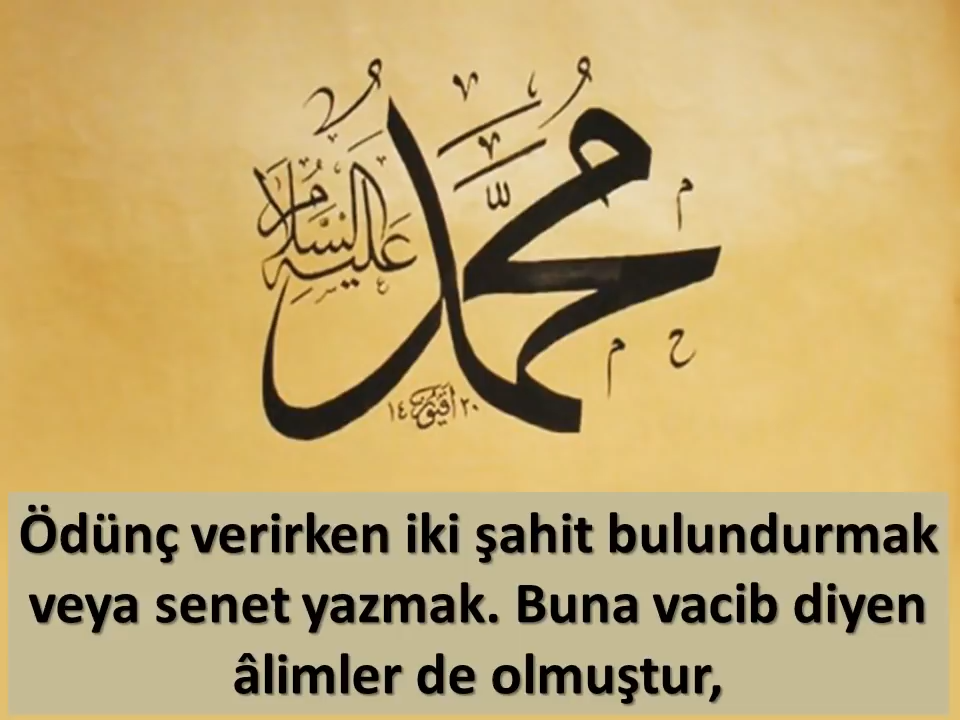 محمد
عليه السلام
Ödünç verirken iki şahit bulundurmak
veya senet yazmak. Buna vacib diyen
âlimler de olmuştur,